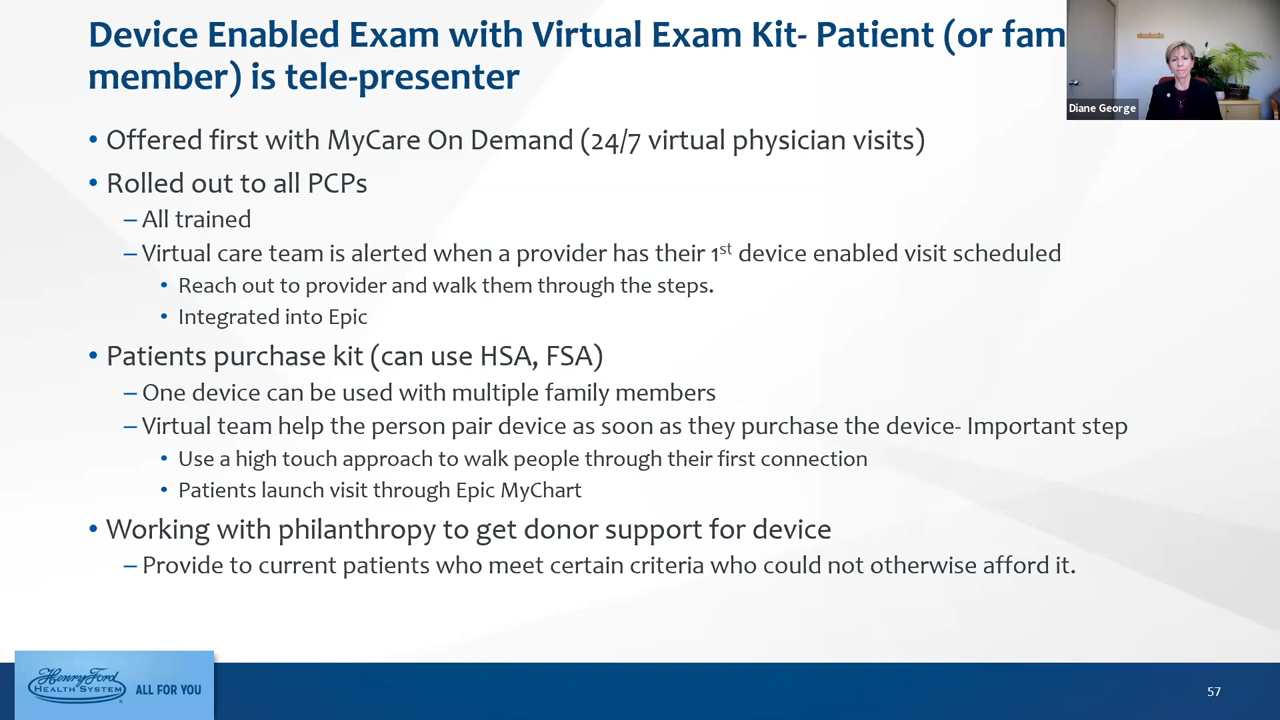 Device Enabled Exam with Virtual Exam Kit- Patient (or fam
member) is tele-presenter
Diane George
• Offered first with MyCare On Demand (24/7 virtual physician visits)
• Rolled out to all PCPs
– All trained
– Virtual care team is alerted when a provider has their 1st device enabled visit scheduled
• Reach out to provider and walk them through the steps.
• Integrated into Epic
• Patients purchase kit (can use HSA, FSA)
– One device can be used with multiple family members
– Virtual team help the person pair device as soon as they purchase the device- Important step
• Use a high touch approach to walk people through their first connection
• Patients launch visit through Epic MyChart
• Working with philanthropy to get donor support for device
– Provide to current patients who meet certain criteria who could not otherwise afford it.
Henry Ford
HEALTH SYSTEM
ALL FOR YOU
57